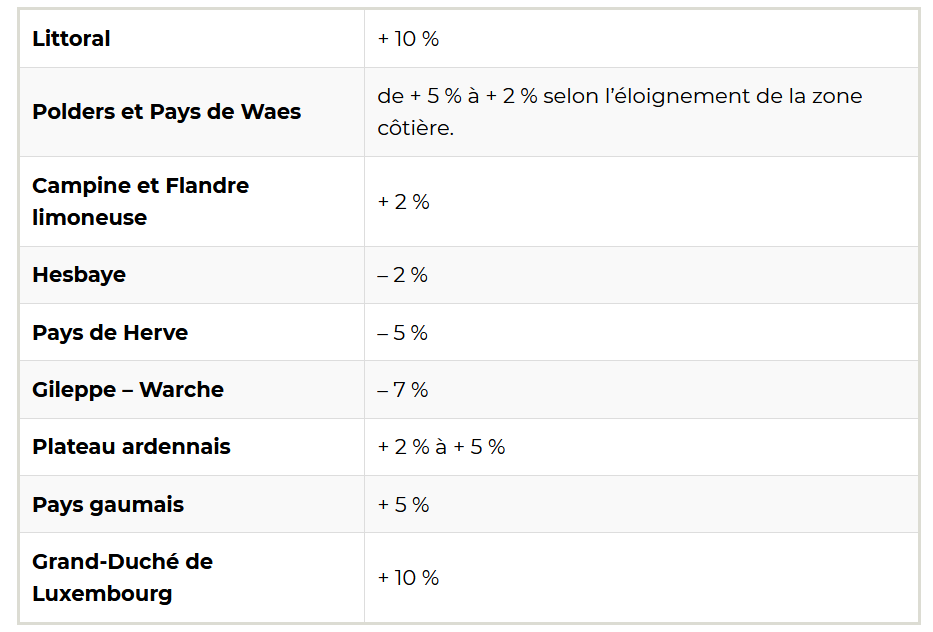 Littoral
+ 10 %
Polders et Pays de Waes
de + 5 % à + 2 % selon l’éloignement de la zone
côtière.
Campine et Flandre
limoneuse
+ 2 %
Hesbaye
– 2 %
Pays de Herve
– 5 %
Gileppe – Warche
– 7 %
Plateau ardennais
+ 2 % à + 5 %
Pays gaumais
+ 5 %
Grand-Duché de
Luxembourg
+ 10 %